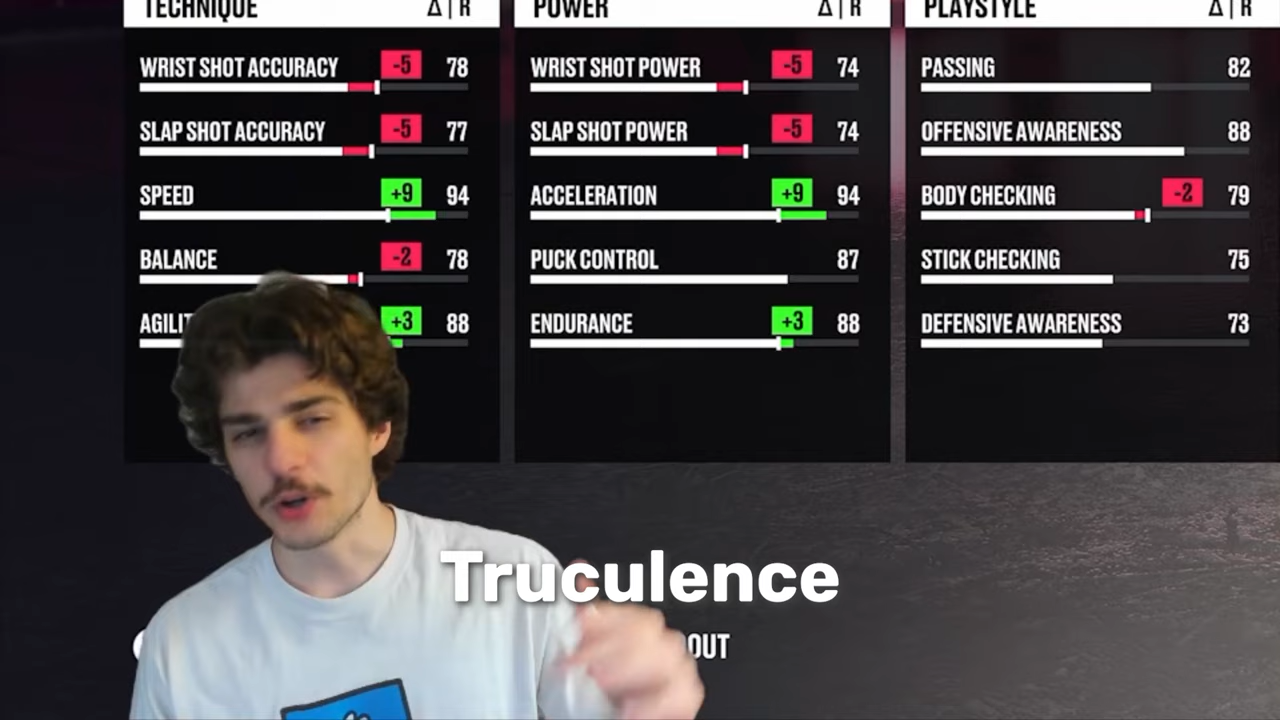 TECHNIQUE Δ | R
WRIST SHOT ACCURACY -5 78
SLAP SHOT ACCURACY -5 77
SPEED +9 94
BALANCE -2 78
AGILIT +3 88
POWER Δ | R
WRIST SHOT POWER -5 74
SLAP SHOT POWER -5 74
ACCELERATION +9 94
PUCK CONTROL 87
ENDURANCE +3 88
PLAYSTYLE Δ | R
PASSING 82
OFFENSIVE AWARENESS 88
BODY CHECKING -2 79
STICK CHECKING 75
DEFENSIVE AWARENESS 73
Truculence
OUT